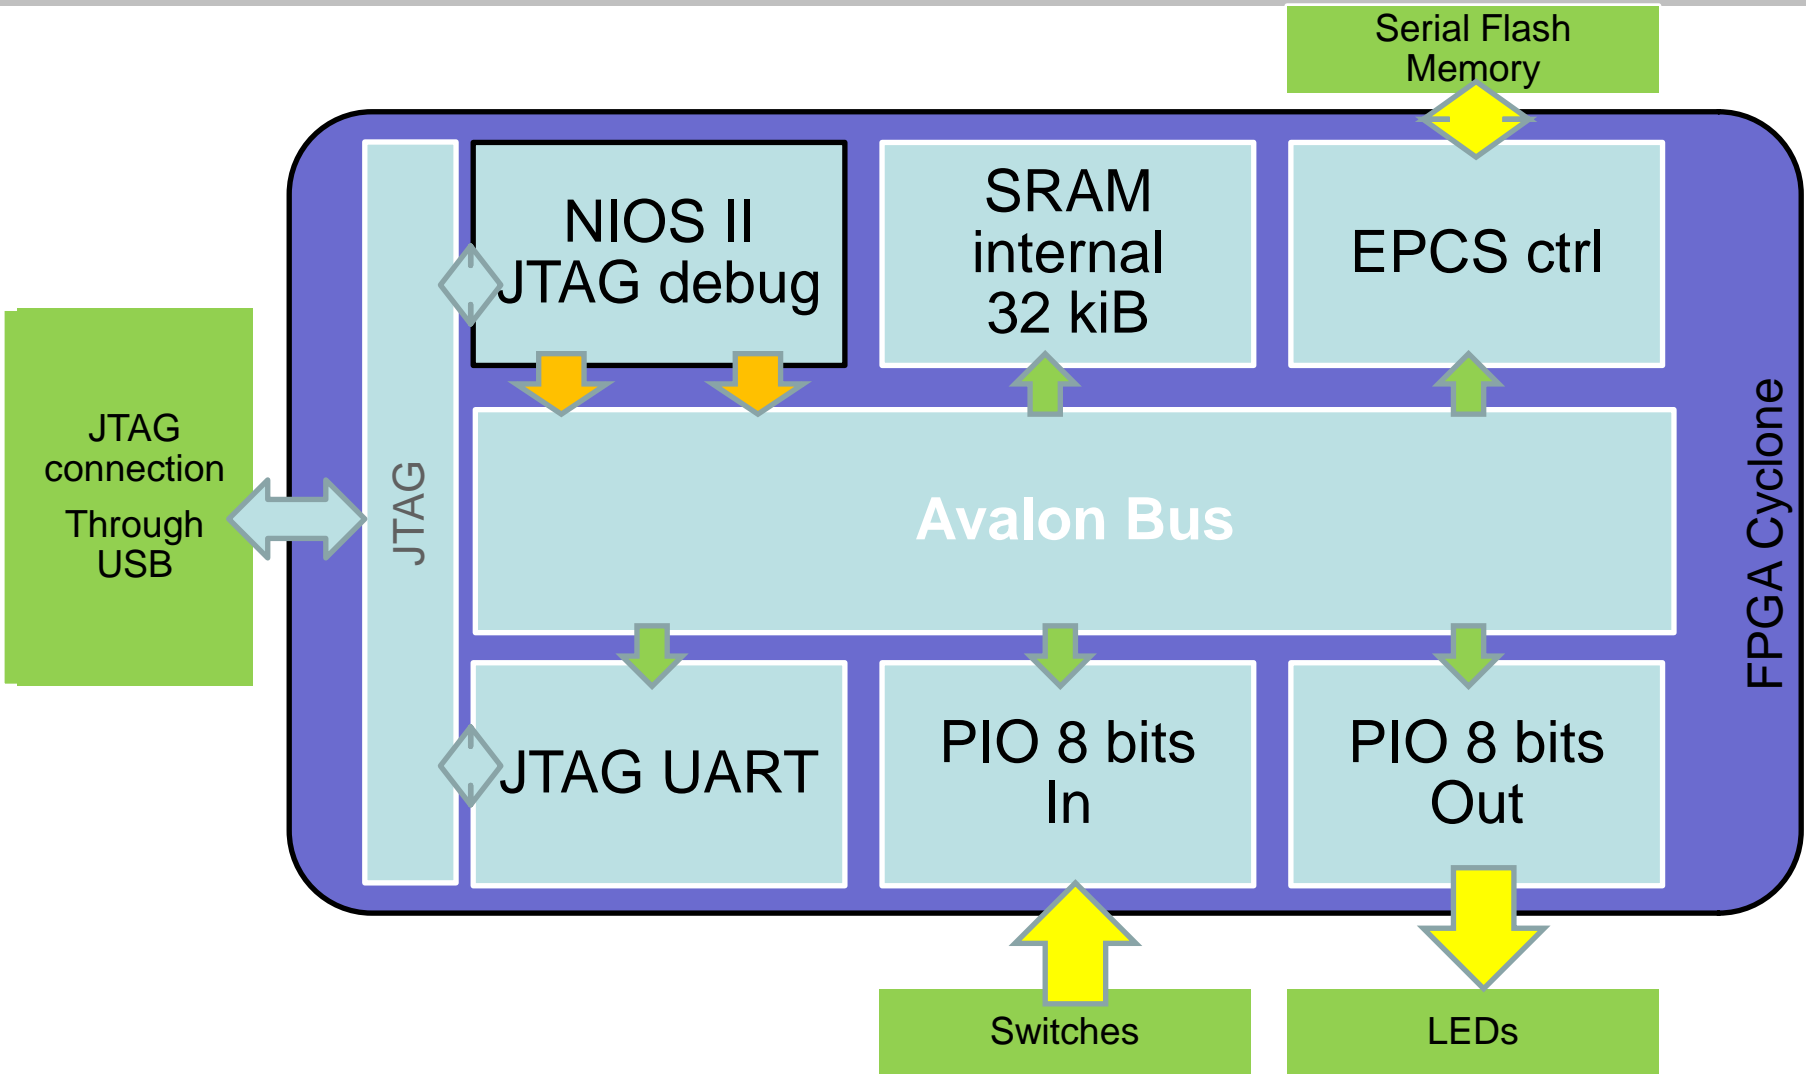 Serial Flash
Memory
NIOS II
JTAG debug
SRAM
internal
32 kiB
EPCS ctrl
JTAG
connection
Through
USB
JTAG
Avalon Bus
FPGA Cyclone
JTAG UART
PIO 8 bits
In
PIO 8 bits
Out
Switches
LEDs